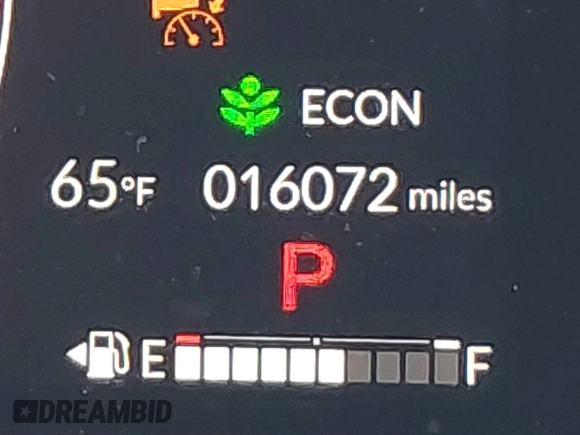 ECON
65°F 016072 miles
P
E F
DREAMBID